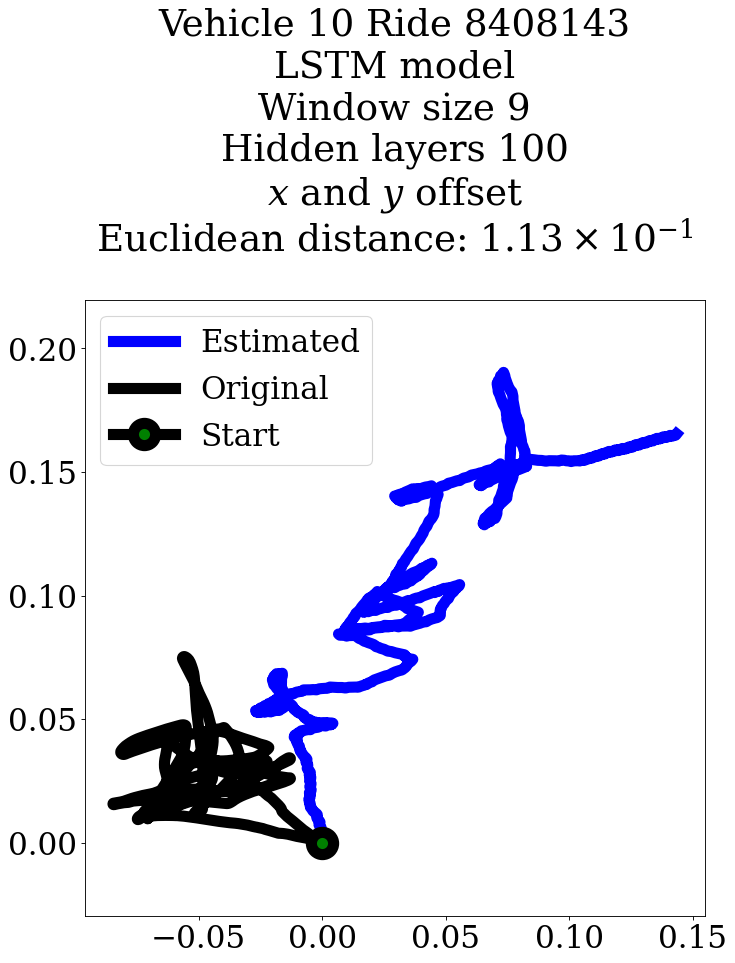 Vehicle 10 Ride 8408143
LSTM model
Window size 9
Hidden layers 100
x and y offset
Euclidean distance: 1.13 × 10⁻¹
Estimated
Original
Start
0.20
0.15
0.10
0.05
0.00
−0.05 0.00 0.05 0.10 0.15